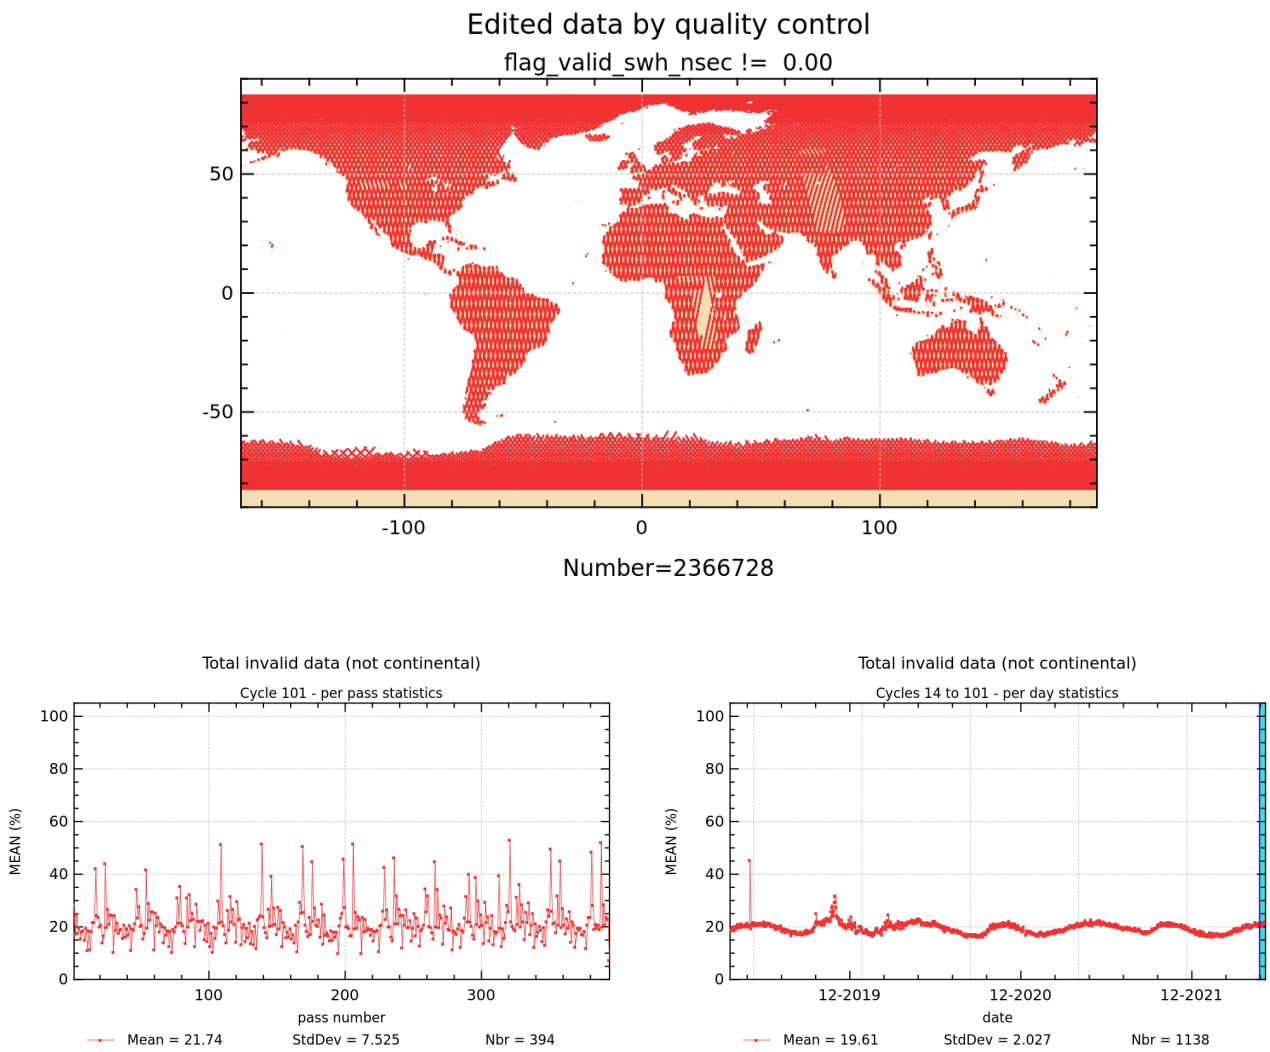 Edited data by quality control
flag_valid_swh_nsec !=  0.00
50
0
-50
-100
0
100
Number=2366728
Total invalid data (not continental)
Cycle 101 - per pass statistics
100
80
60
40
20
0
MEAN (%)
100
200
300
pass number
Mean = 21.74 StdDev = 7.525 Nbr = 394
Total invalid data (not continental)
Cycles 14 to 101 - per day statistics
100
80
60
40
20
0
MEAN (%)
12-2019
12-2020
12-2021
date
Mean = 19.61 StdDev = 2.027 Nbr = 1138